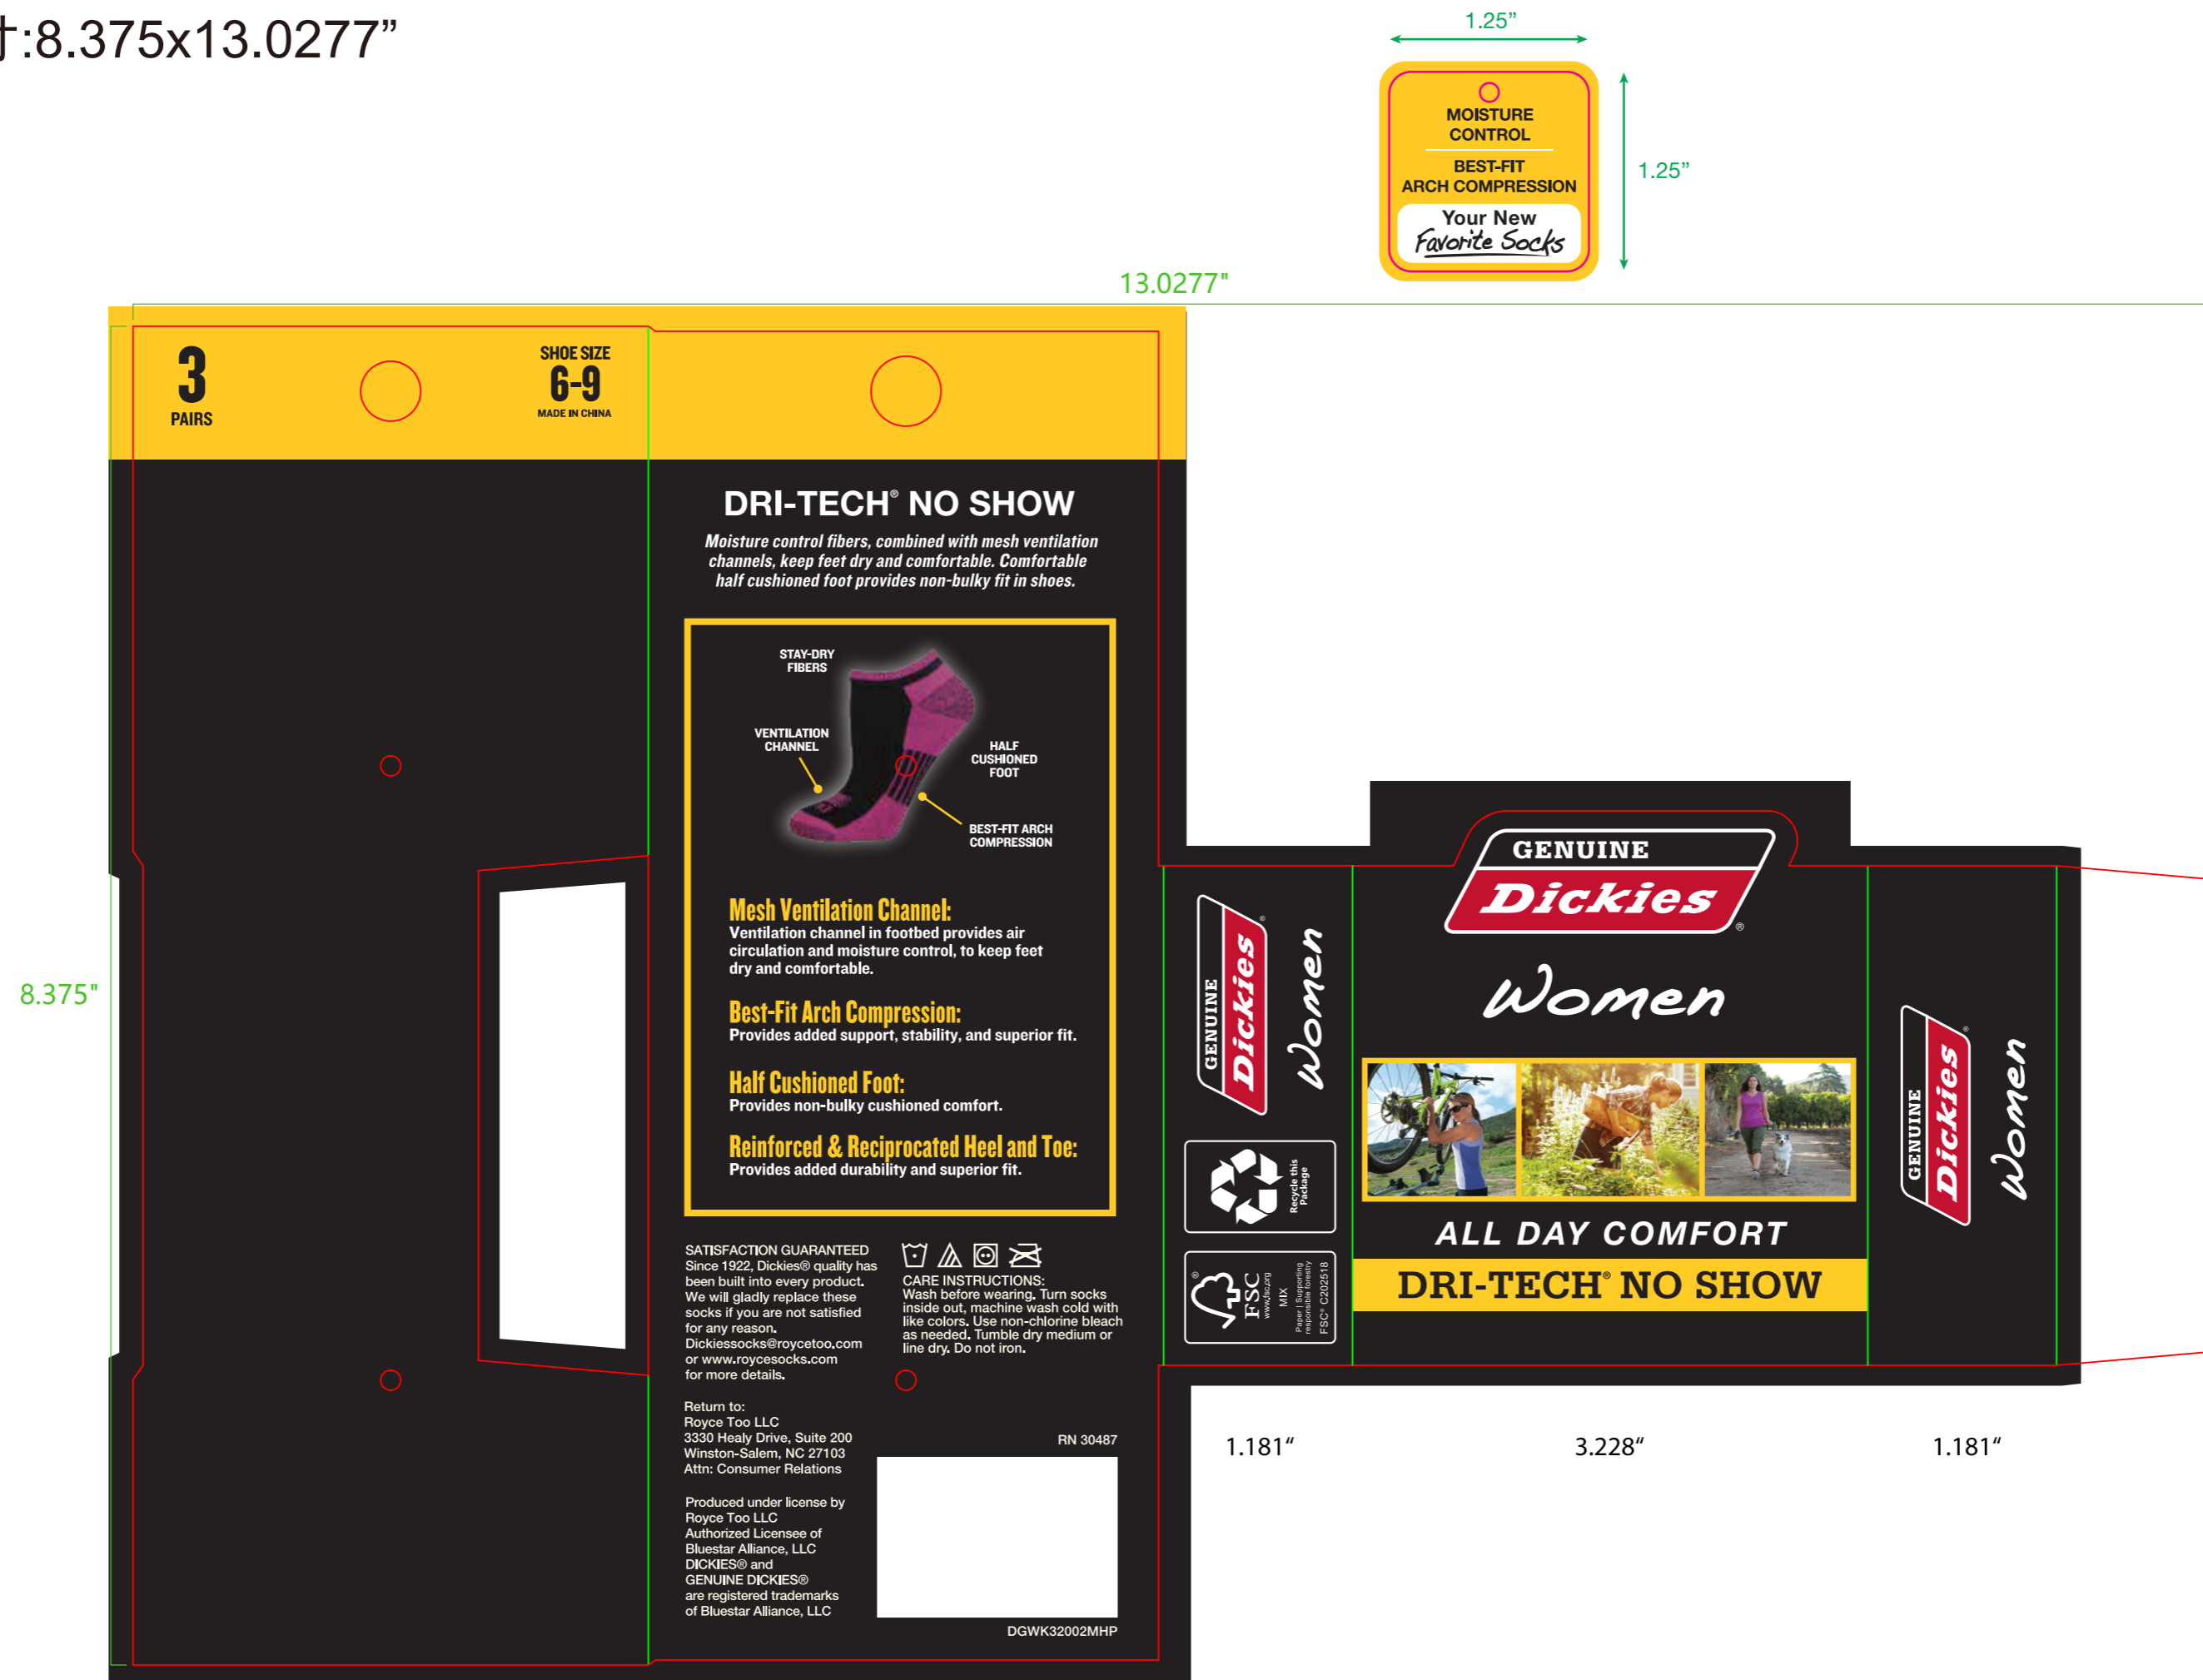 寸:8.375x13.0277”
1.25”
MOISTURE
CONTROL
BEST-FIT
ARCH COMPRESSION
Your New
Favorite Socks
1.25”
13.0277"
3
PAIRS
SHOE SIZE
6-9
MADE IN CHINA
DRI-TECH® NO SHOW
Moisture control fibers, combined with mesh ventilation
channels, keep feet dry and comfortable. Comfortable
half cushioned foot provides non-bulky fit in shoes.
STAY-DRY
FIBERS
VENTILATION
CHANNEL
HALF
CUSHIONED
FOOT
BEST-FIT ARCH
COMPRESSION
Mesh Ventilation Channel:
Ventilation channel in footbed provides air
circulation and moisture control, to keep feet
dry and comfortable.
Best-Fit Arch Compression:
Provides added support, stability, and superior fit.
Half Cushioned Foot:
Provides non-bulky cushioned comfort.
Reinforced & Reciprocated Heel and Toe:
Provides added durability and superior fit.
8.375"
SATISFACTION GUARANTEED
Since 1922, Dickies® quality has
been built into every product.
We will gladly replace these
socks if you are not satisfied
for any reason.
Dickiessocks@roycetoo.com
or www.roycesocks.com
for more details.
CARE INSTRUCTIONS:
Wash before wearing. Turn socks
inside out, machine wash cold with
like colors. Use non-chlorine bleach
as needed. Tumble dry medium or
line dry. Do not iron.
Return to:
Royce Too LLC
3330 Healy Drive, Suite 200
Winston-Salem, NC 27103
Attn: Consumer Relations
RN 30487
Produced under license by
Royce Too LLC
Authorized Licensee of
Bluestar Alliance, LLC
DICKIES® and
GENUINE DICKIES®
are registered trademarks
of Bluestar Alliance, LLC
DGWK32002MHP
GENUINE
Dickies®
Women
Recycle this
Package
®
FSC
www.fsc.org
MIX
Paper | Supporting
responsible forestry
FSC® C202518
GENUINE
Dickies®
Women
ALL DAY COMFORT
DRI-TECH® NO SHOW
GENUINE
Dickies®
Women
1.181“
3.228“
1.181“